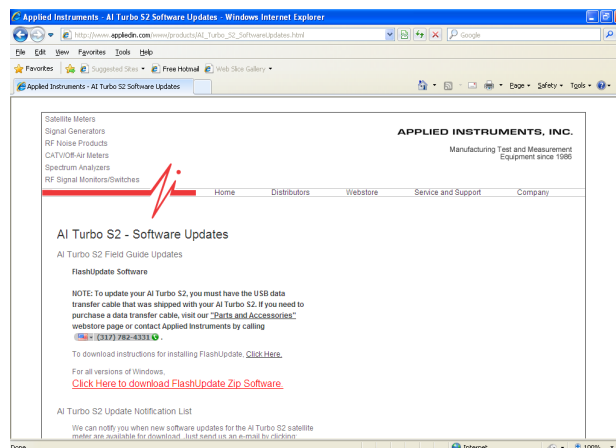 Applied Instruments - AI Turbo S2 Software Updates - Windows Internet Explorer
http://www.appliedin.com/www/products/AI_Turbo_S2_SoftwareUpdates.html
Google
File Edit View Favorites Tools Help
Favorites Suggested Sites Free Hotmail Web Slice Gallery
Applied Instruments - AI Turbo S2 Software Updates
Page Safety Tools
Satellite Meters
Signal Generators
RF Noise Products
CATV/Off-Air Meters
Spectrum Analyzers
RF Signal Monitors/Switches
APPLIED INSTRUMENTS, INC.
Manufacturing Test and Measurement
Equipment since 1986
Home Distributors Webstore Service and Support Company
AI Turbo S2 - Software Updates
AI Turbo S2 Field Guide Updates
FlashUpdate Software
NOTE: To update your AI Turbo S2, you must have the USB data
transfer cable that was shipped with your AI Turbo S2. If you need to
purchase a data transfer cable, visit our "Parts and Accessories"
webstore page or contact Applied Instruments by calling
(317) 782-4331 .
To download instructions for installing FlashUpdate, Click Here.
For all versions of Windows,
Click Here to download FlashUpdate Zip Software.
AI Turbo S2 Update Notification List
We can notify you when new software updates for the AI Turbo S2 satellite
meter are available for download. Just send us an e-mail by clicking:
Done Internet 100%